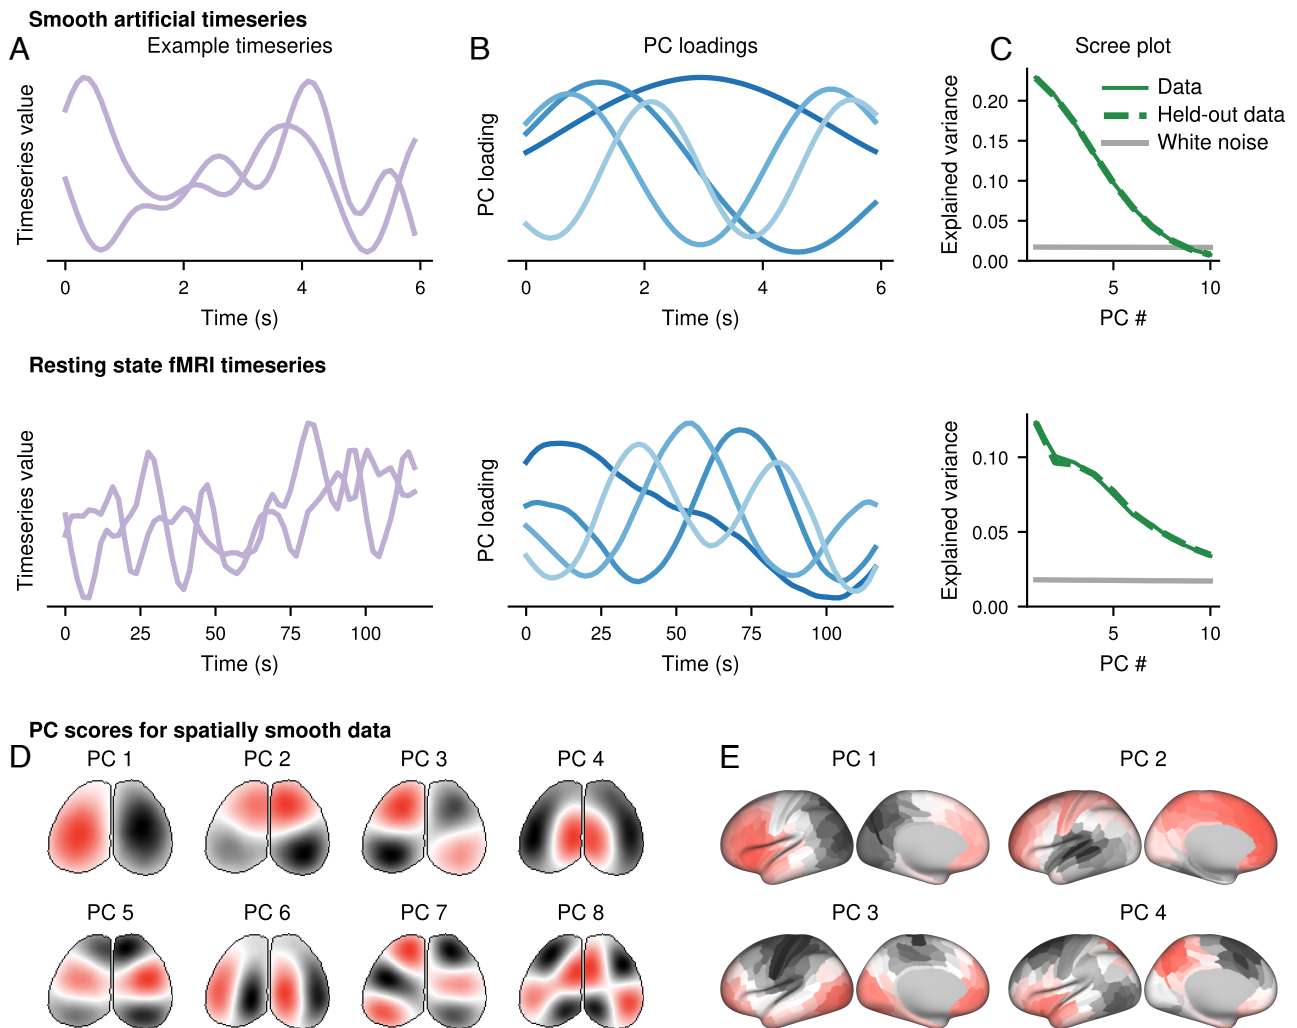 Smooth artificial timeseries
A
Example timeseries
B
PC loadings
C
Scree plot
Timeseries value
0 2 4 6
Time (s)
PC loading
0 2 4 6
Time (s)
Explained variance
0.20
0.15
0.10
0.05
0.00
Data
Held-out data
White noise
5 10
PC #
Resting state fMRI timeseries
Timeseries value
0 25 50 75 100
Time (s)
PC loading
0 25 50 75 100
Time (s)
Explained variance
0.10
0.05
0.00
5 10
PC #
PC scores for spatially smooth data
D
PC 1 PC 2 PC 3 PC 4
PC 5 PC 6 PC 7 PC 8
E
PC 1 PC 2
PC 3 PC 4